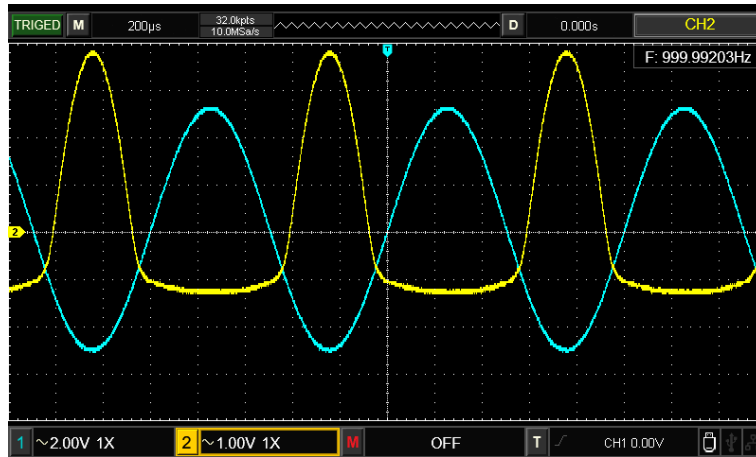 TRIGED M 200µs 32.0kpts D 0.000s CH2
10.0MSa/s
F: 999.99203Hz
T
2
1 ~2.00V 1X 2 ~1.00V 1X M OFF T CH1 0.00V